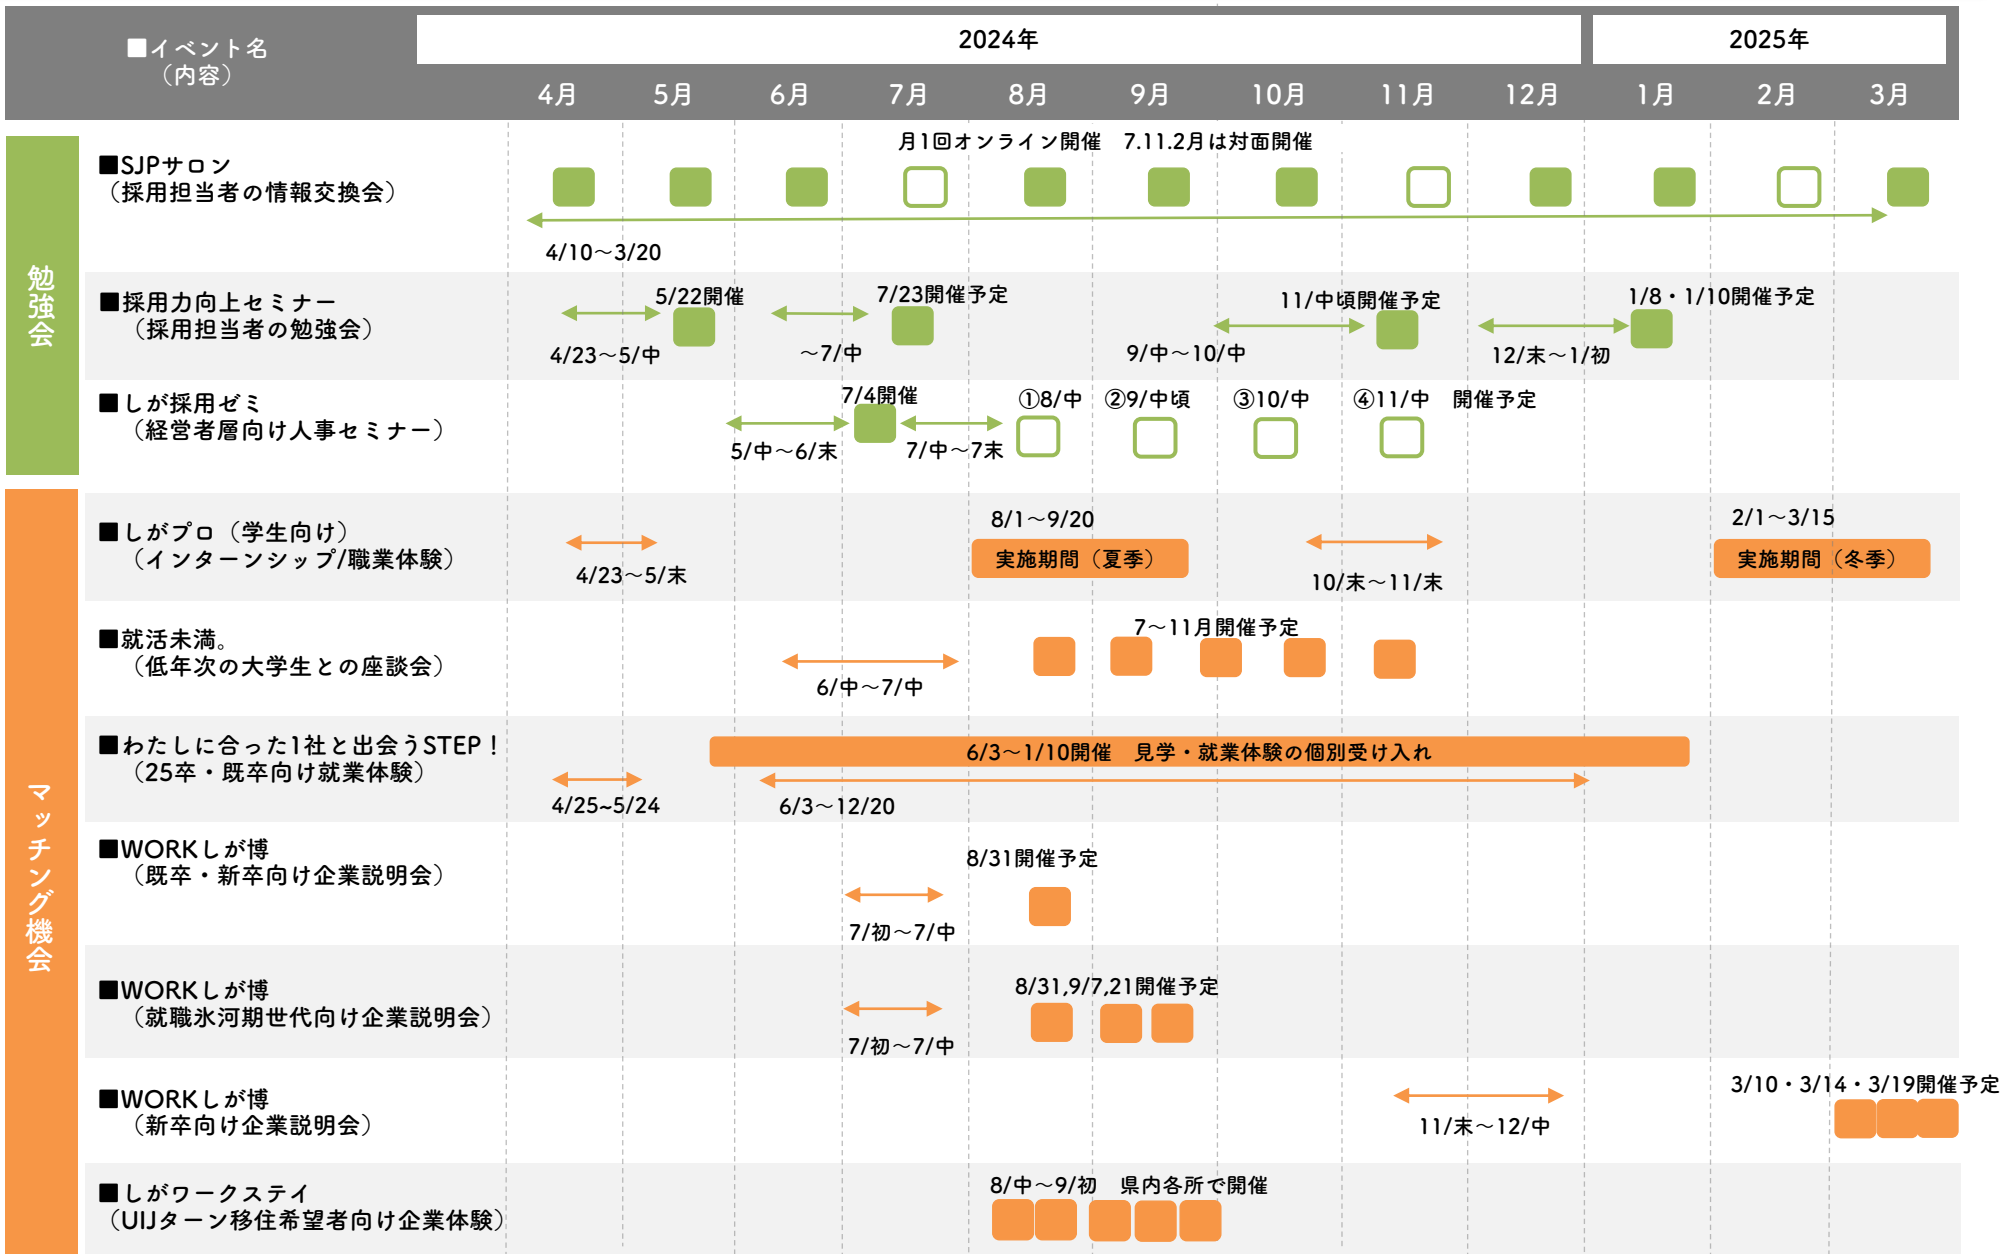 ■イベント名
（内容）
2024年
2025年
4月 5月 6月 7月 8月 9月 10月 11月 12月 1月 2月 3月
勉強会
■SJPサロン
（採用担当者の情報交換会）
月1回オンライン開催　7.11.2月は対面開催
4/10～3/20
■採用力向上セミナー
（採用担当者の勉強会）
5/22開催
7/23開催予定
11/中頃開催予定
1/8・1/10開催予定
4/23～5/中
～7/中
9/中～10/中
12/末～1/初
■しが採用ゼミ
（経営者層向け人事セミナー）
7/4開催
①8/中
②9/中頃
③10/中
④11/中　開催予定
5/中～6/末
7/中～7末
マッチング機会
■しがプロ（学生向け）
（インターンシップ/職業体験）
8/1～9/20
実施期間（夏季）
2/1～3/15
実施期間（冬季）
4/23～5/末
10/末～11/末
■就活未満。
（低年次の大学生との座談会）
7～11月開催予定
6/中～7/中
■わたしに合った1社と出会うSTEP！
（25卒・既卒向け就業体験）
6/3～1/10開催　見学・就業体験の個別受け入れ
4/25~5/24
6/3～12/20
■WORKしが博
（既卒・新卒向け企業説明会）
8/31開催予定
7/初～7/中
■WORKしが博
（就職氷河期世代向け企業説明会）
8/31,9/7,21開催予定
7/初～7/中
■WORKしが博
（新卒向け企業説明会）
3/10・3/14・3/19開催予定
11/末～12/中
■しがワークステイ
（UIJターン移住希望者向け企業体験）
8/中～9/初　県内各所で開催